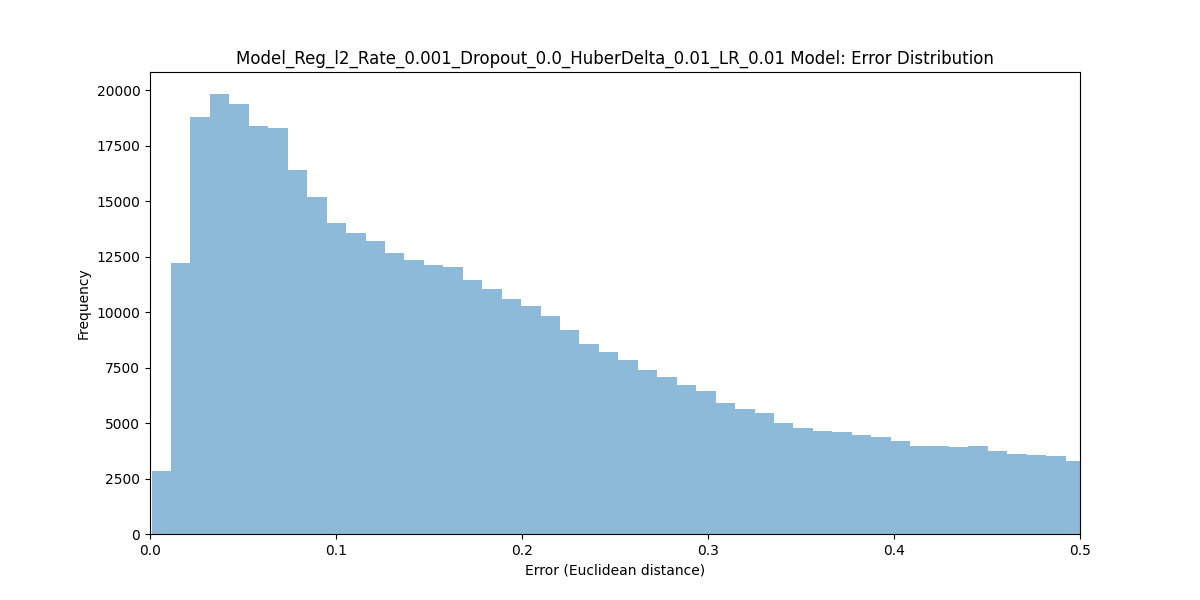 Model_Reg_l2_Rate_0.001_Dropout_0.0_HuberDelta_0.01_LR_0.01 Model: Error Distribution
20000
17500
15000
12500
10000
7500
5000
2500
0
Frequency
0.0 0.1 0.2 0.3 0.4 0.5
Error (Euclidean distance)